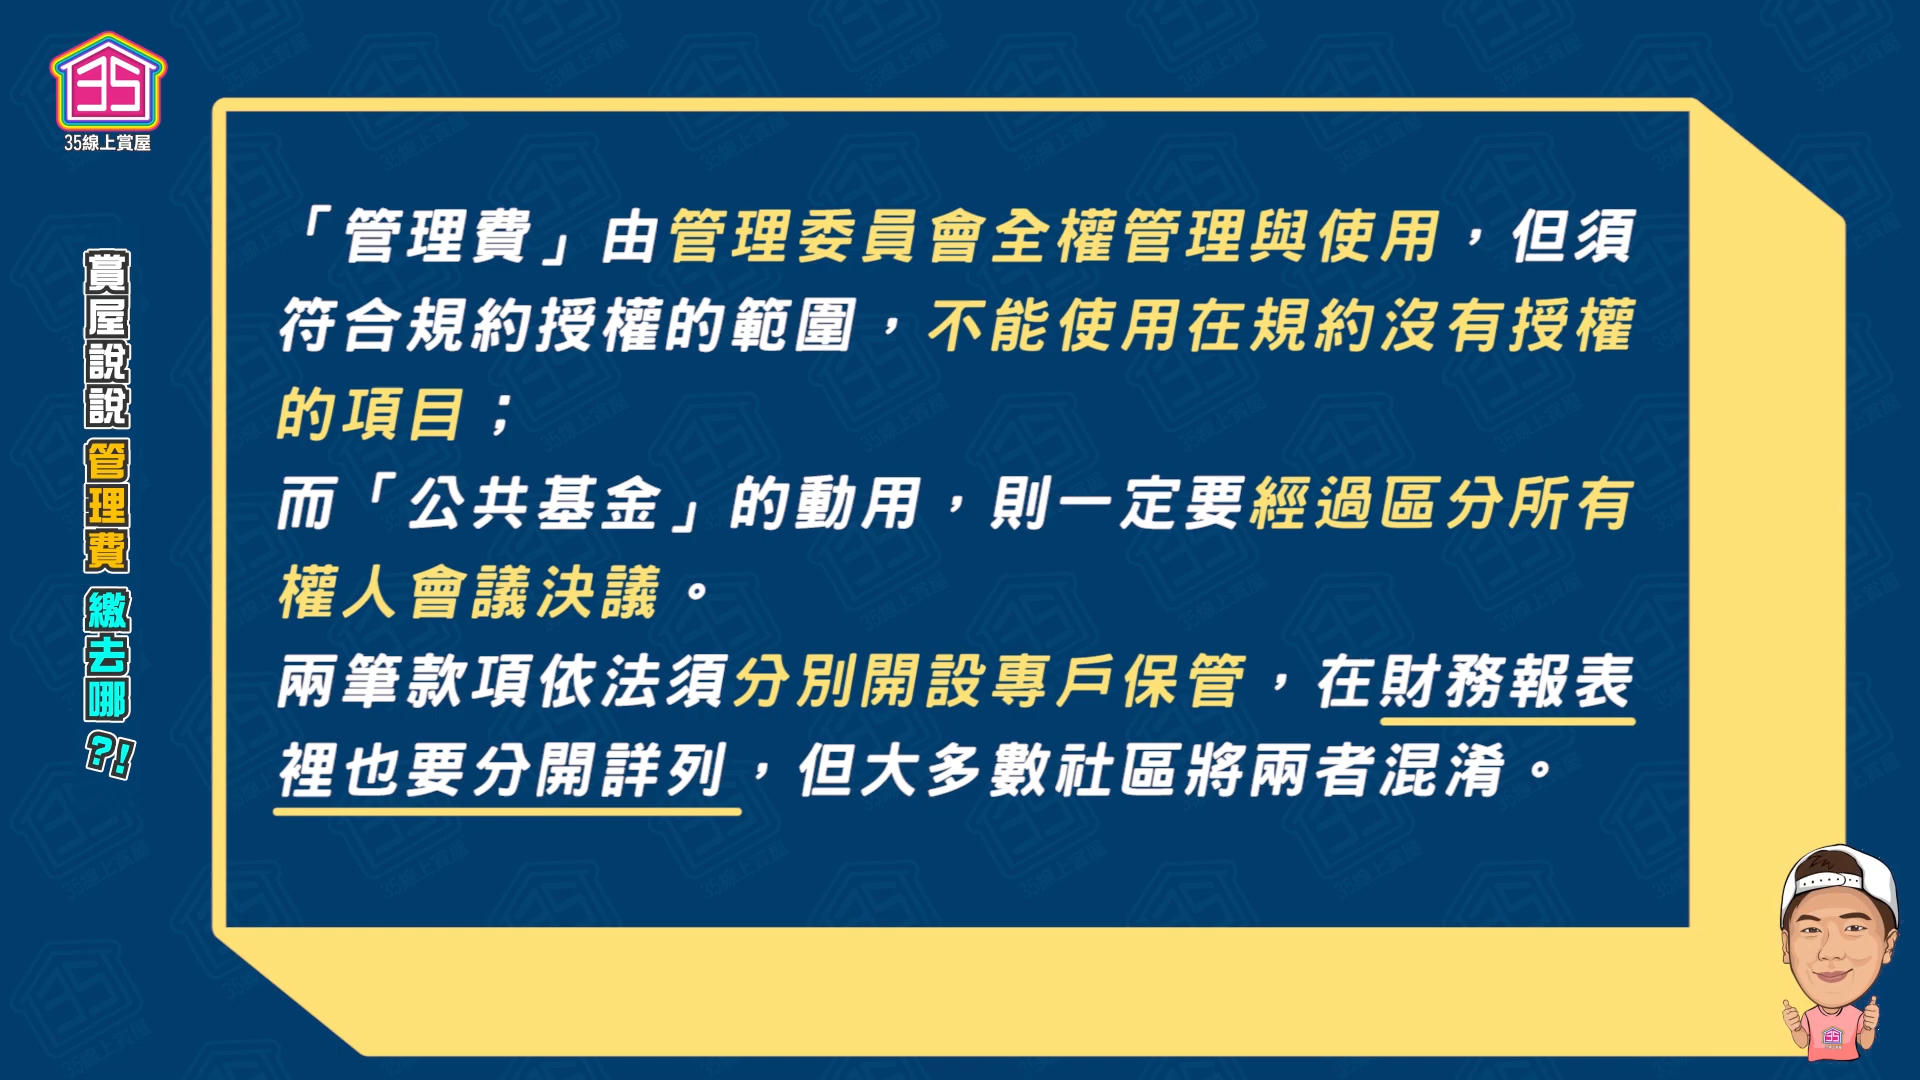 35線上賞屋
賞屋說說 管理費 繳去哪?!
「管理費」由管理委員會全權管理與使用，但須
符合規約授權的範圍，不能使用在規約沒有授權
的項目；
而「公共基金」的動用，則一定要經過區分所有
權人會議決議。
兩筆款項依法須分別開設專戶保管，在財務報表
裡也要分開詳列，但大多數社區將兩者混淆。